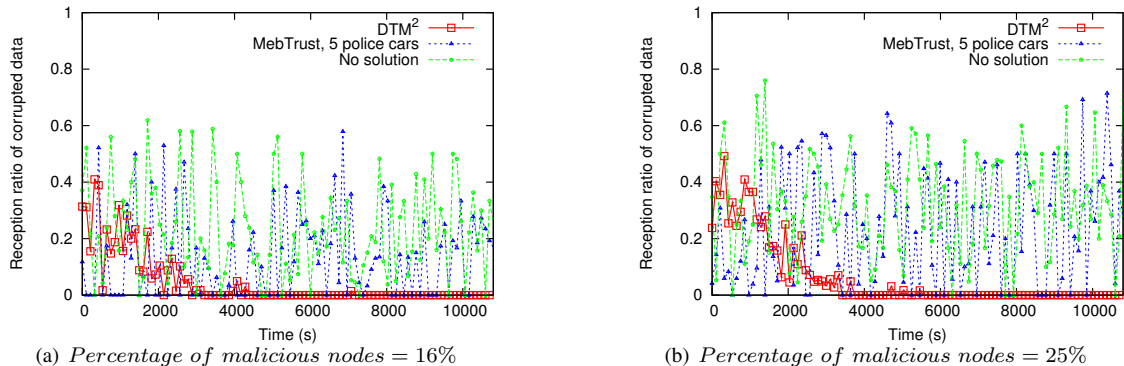 DTM²
MebTrust, 5 police cars
No solution
1
0.8
0.6
0.4
0.2
0
Reception ratio of corrupted data
0 2000 4000 6000 8000 10000
Time (s)
(a) Percentage of malicious nodes = 16%
DTM²
MebTrust, 5 police cars
No solution
1
0.8
0.6
0.4
0.2
0
Reception ratio of corrupted data
0 2000 4000 6000 8000 10000
Time (s)
(b) Percentage of malicious nodes = 25%